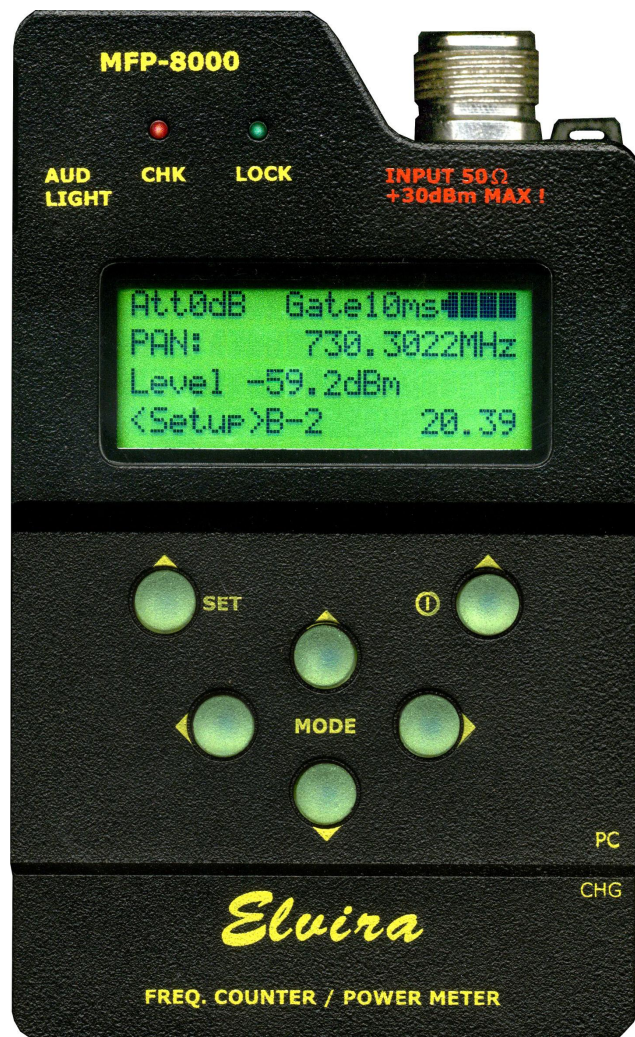 MFP-8000
AUD CHK LOCK
LIGHT
INPUT 50Ω
+30dBm MAX !
Att0dB Gate10ms
PAN: 730.3022MHz
Level -59.2dBm
<Setup>B-2 20.39
SET
MODE
PC
CHG
Elvira
FREQ. COUNTER / POWER METER